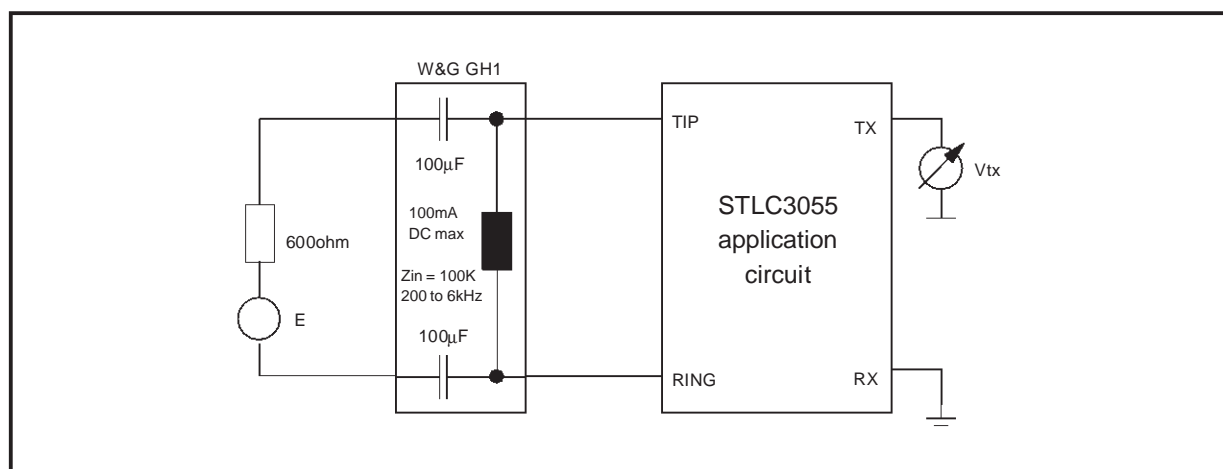 W&G GH1
TIP
TX
100μF
Vtx
100mA
DC max
STLC3055
application
circuit
600ohm
Zin = 100K
200 to 6kHz
E
100μF
RING
RX